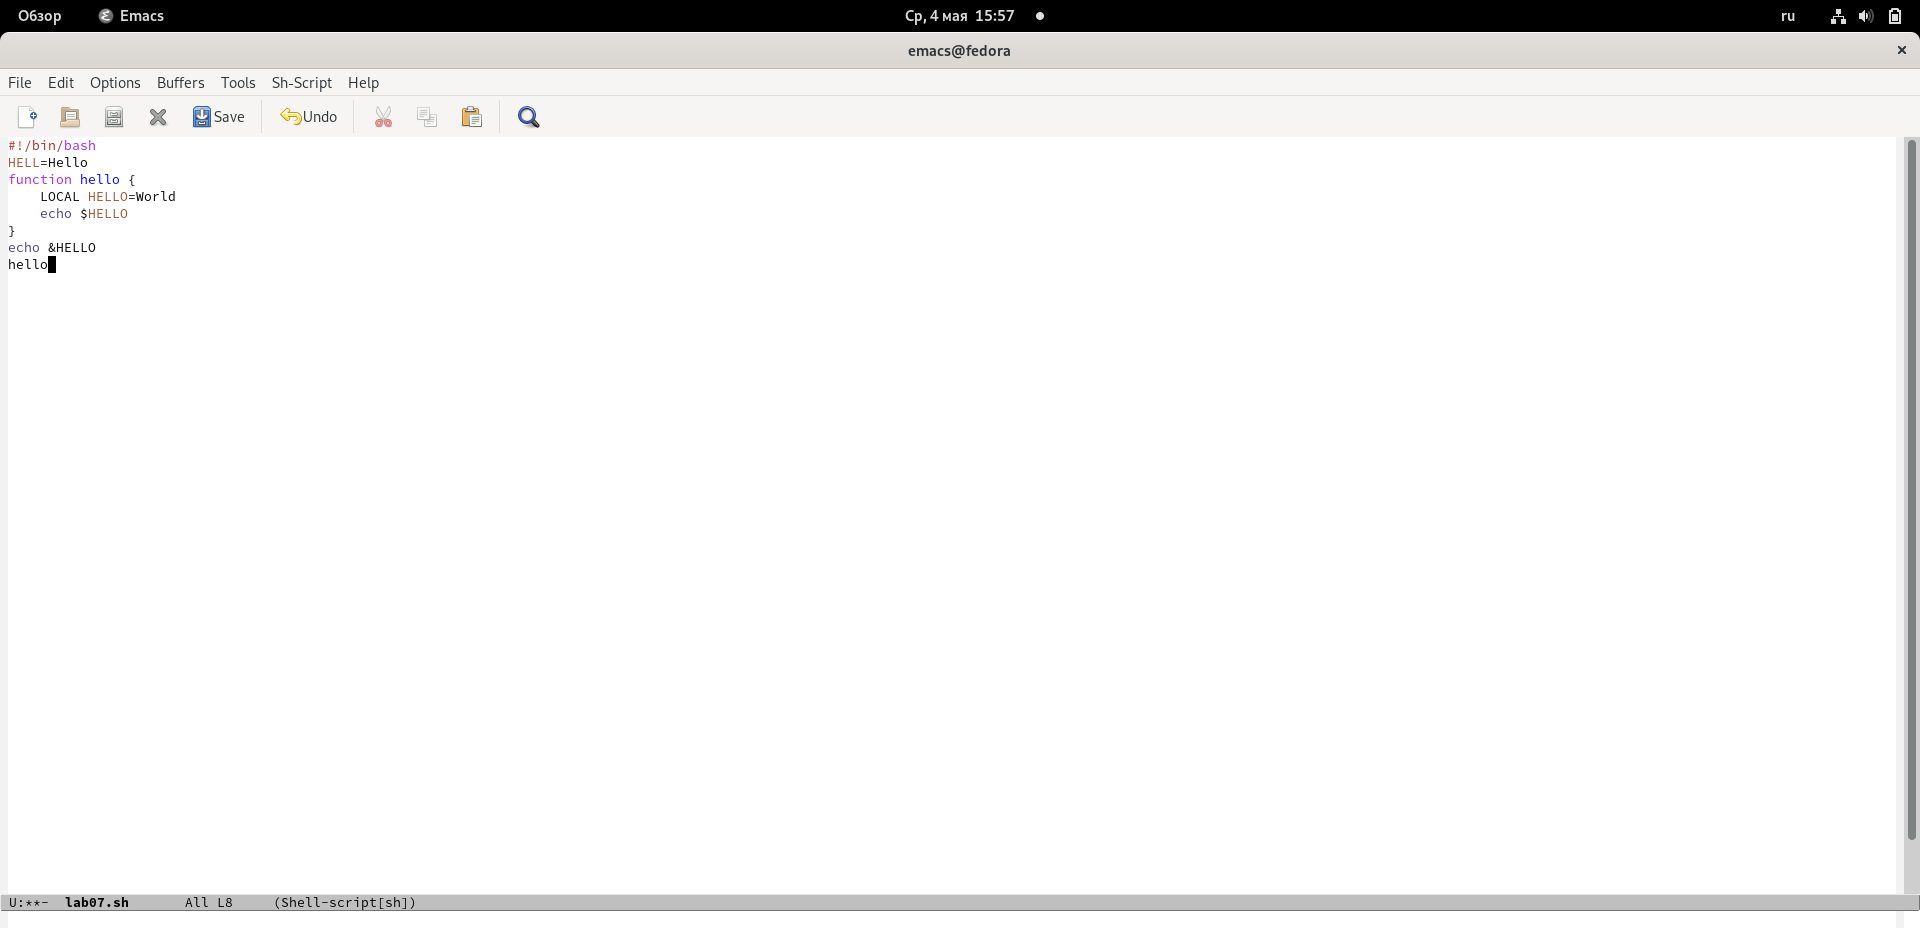 Обзор Emacs Ср, 4 мая 15:57 ru
emacs@fedora
File Edit Options Buffers Tools Sh-Script Help
Save Undo
#!/bin/bash
HELL=Hello
function hello {
    LOCAL HELLO=World
    echo $HELLO
}
echo &HELLO
hello
U:**- lab07.sh All L8 (Shell-script[sh])